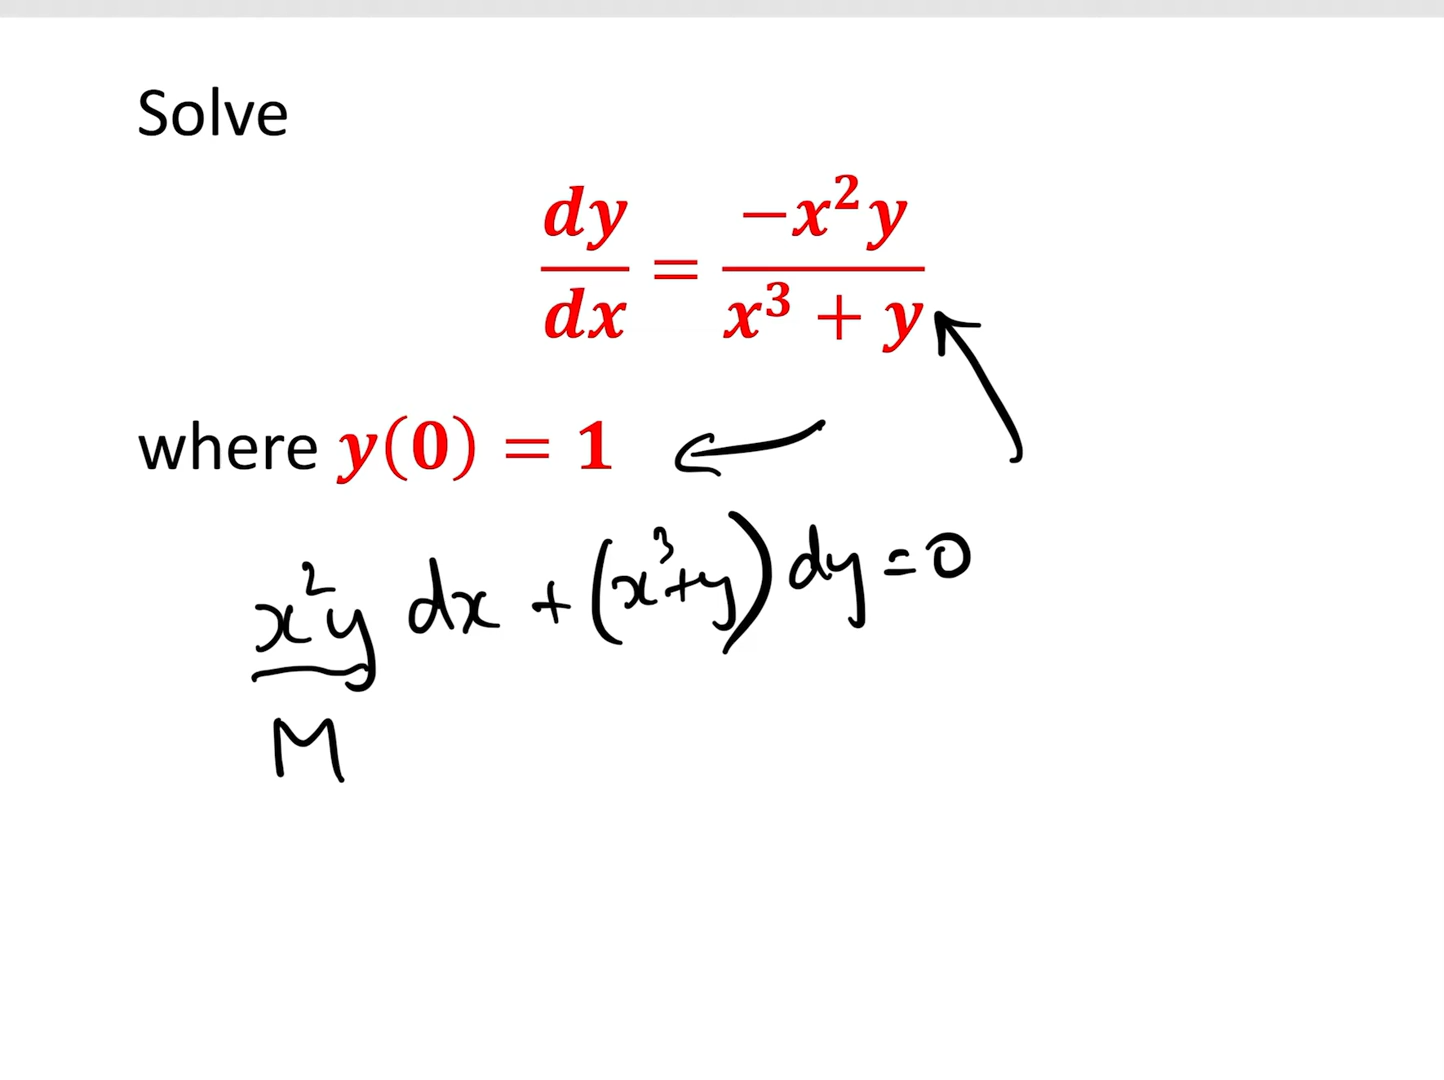 Solve
dy/dx = -x²y/(x³ + y)
where y(0) = 1
x²y dx + (x³+y) dy = 0
M